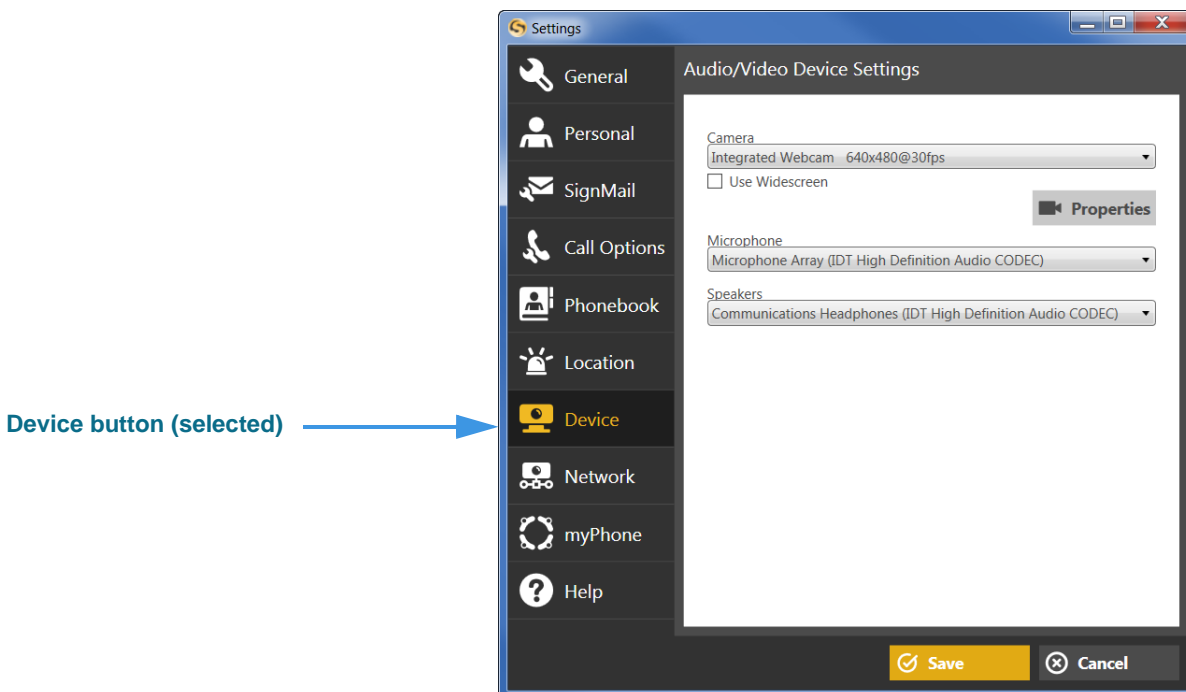 Settings
General
Personal
SignMail
Call Options
Phonebook
Location
Device
Network
myPhone
Help
Audio/Video Device Settings
Camera
Integrated Webcam 640x480@30fps
Use Widescreen
Properties
Microphone
Microphone Array (IDT High Definition Audio CODEC)
Speakers
Communications Headphones (IDT High Definition Audio CODEC)
Save
Cancel
Device button (selected)